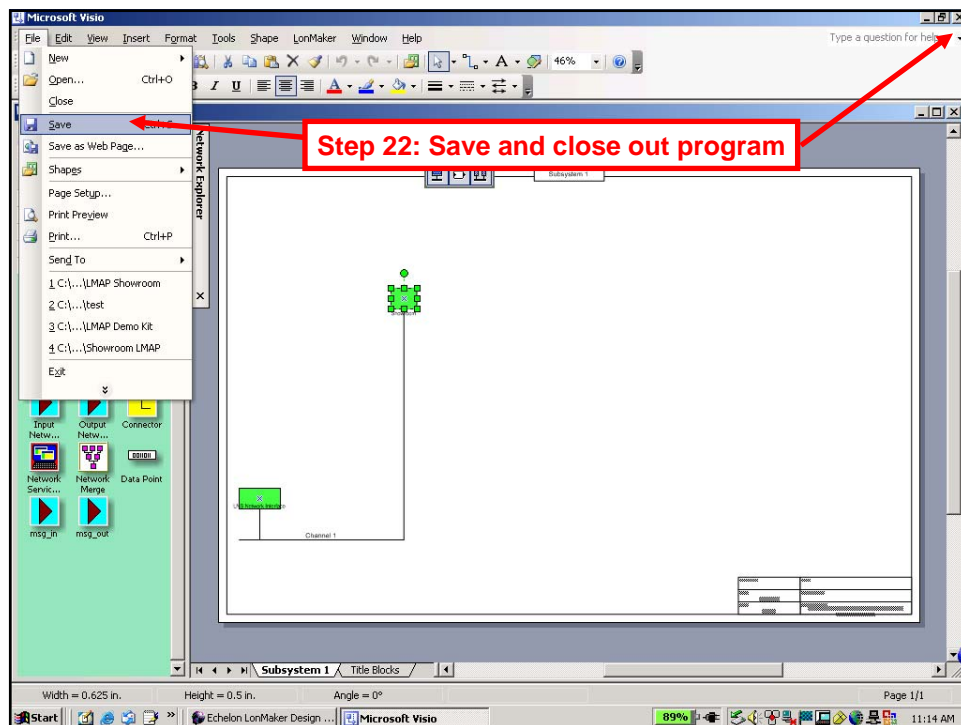 Microsoft Visio
File Edit View Insert Format Tools Shape LonMaker Window Help
Type a question for help
New
Open... Ctrl+O
Close
Save
Save as Web Page...
Shapes
Page Setup...
Print Preview
Print... Ctrl+P
Send To
1 C:\...\LMAP Showroom
2 C:\...\test
3 C:\...\LMAP Demo Kit
4 C:\...\Showroom LMAP
Exit
I U A A 46%
Step 22: Save and close out program
Network Explorer
Subsystem 1
Channel 1
Input Netw...
Output Netw...
Connector
Network Servic...
Network Merge
Data Point
msg_in
msg_out
Subsystem 1 Title Blocks
Width = 0.625 in. Height = 0.5 in. Angle = 0° Page 1/1
Start Echelon LonMaker Design ... Microsoft Visio 89% 11:14 AM